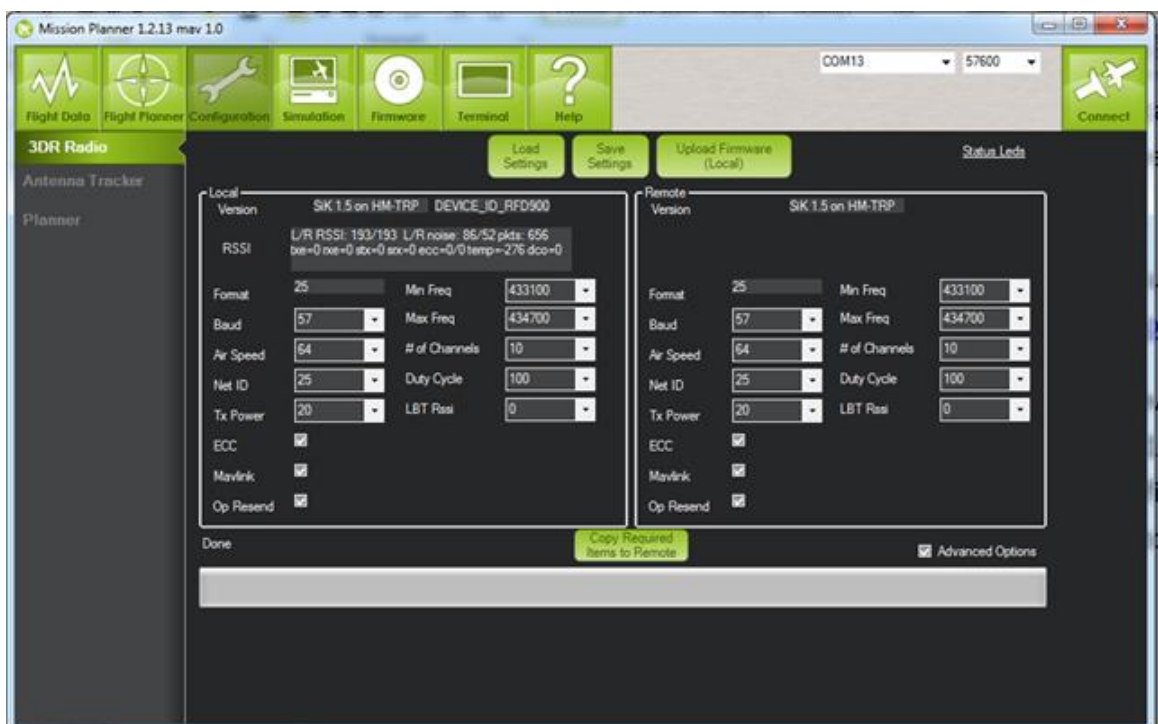 Mission Planner 1.2.13 mav 1.0
Flight Data Flight Planner Configuration Simulation Firmware Terminal Help
COM13 57600
Connect
3DR Radio
Antenna Tracker
Planner
Load Settings
Save Settings
Upload Firmware (Local)
Status Leds
Local
Version SiK 1.5 on HM-TRP DEVICE_ID_RFD900
RSSI L/R RSSI: 193/193 L/R noise: 86/52 pkts: 656
txe=0 rxe=0 stx=0 srx=0 ecc=0/0 temp=-276 dco=0
Format 25 Min Freq 433100
Baud 57 Max Freq 434700
Air Speed 64 # of Channels 10
Net ID 25 Duty Cycle 100
Tx Power 20 LBT Rssi 0
ECC
Mavlink
Op Resend
Remote
Version SiK 1.5 on HM-TRP
Format 25 Min Freq 433100
Baud 57 Max Freq 434700
Air Speed 64 # of Channels 10
Net ID 25 Duty Cycle 100
Tx Power 20 LBT Rssi 0
ECC
Mavlink
Op Resend
Done
Copy Required
Items to Remote
Advanced Options